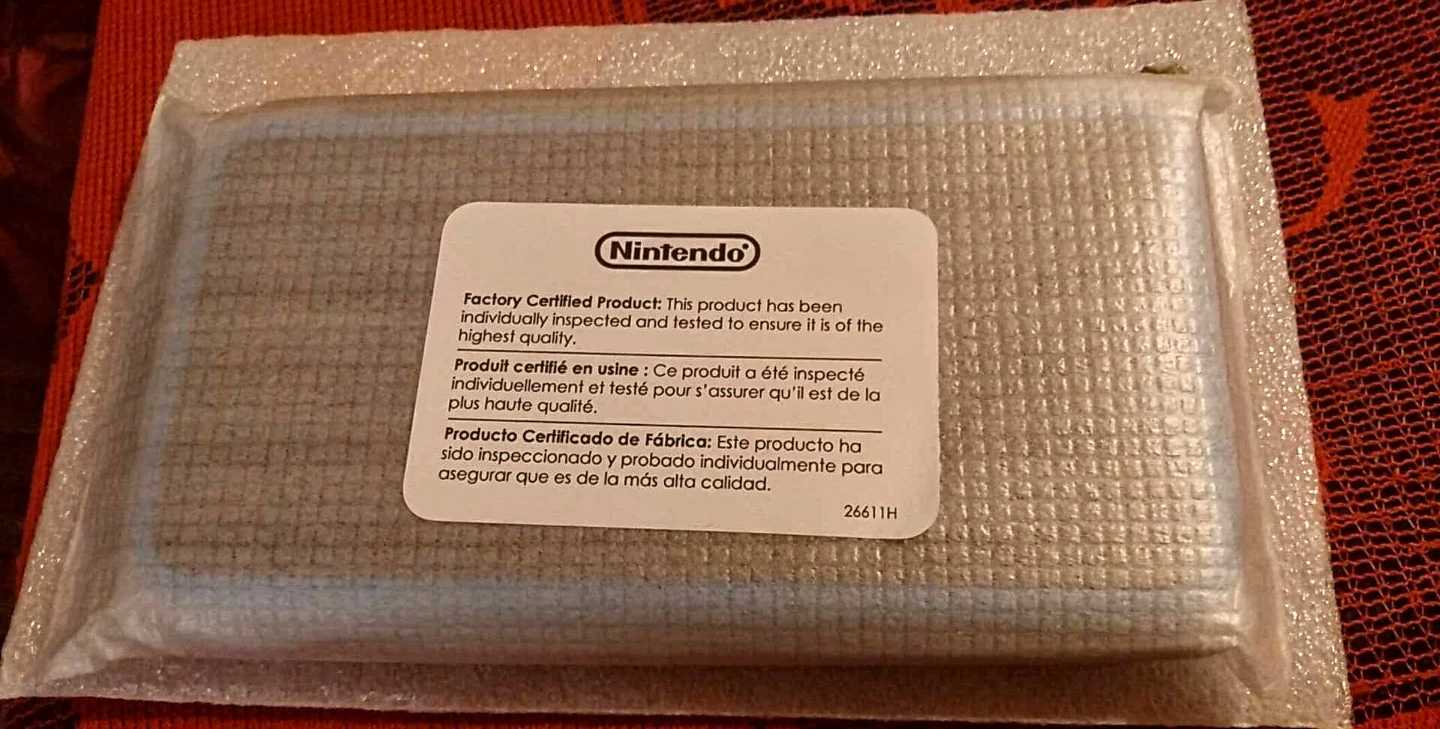 Nintendo
Factory Certified Product: This product has been
individually inspected and tested to ensure it is of the
highest quality.
Produit certifié en usine : Ce produit a été inspecté
individuellement et testé pour s'assurer qu'il est de la
plus haute qualité.
Producto Certificado de Fábrica: Este producto ha
sido inspeccionado y probado individualmente para
asegurar que es de la más alta calidad.
26611H